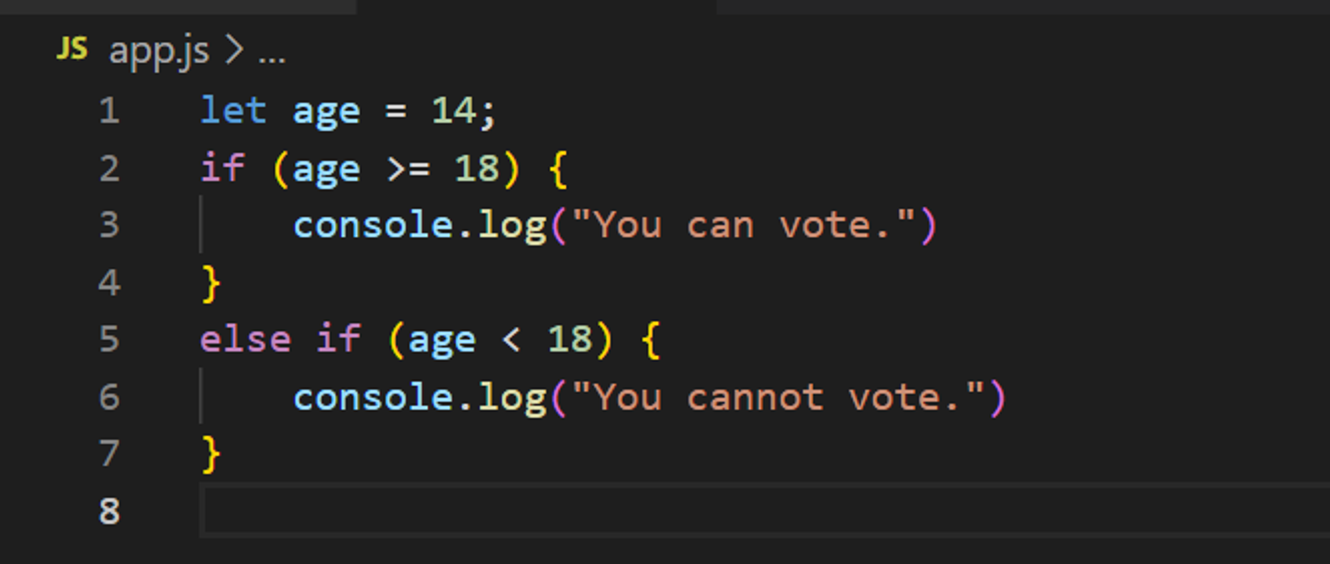 JS app.js > ...
1 let age = 14;
2 if (age >= 18) {
3     console.log("You can vote.")
4 }
5 else if (age < 18) {
6     console.log("You cannot vote.")
7 }
8